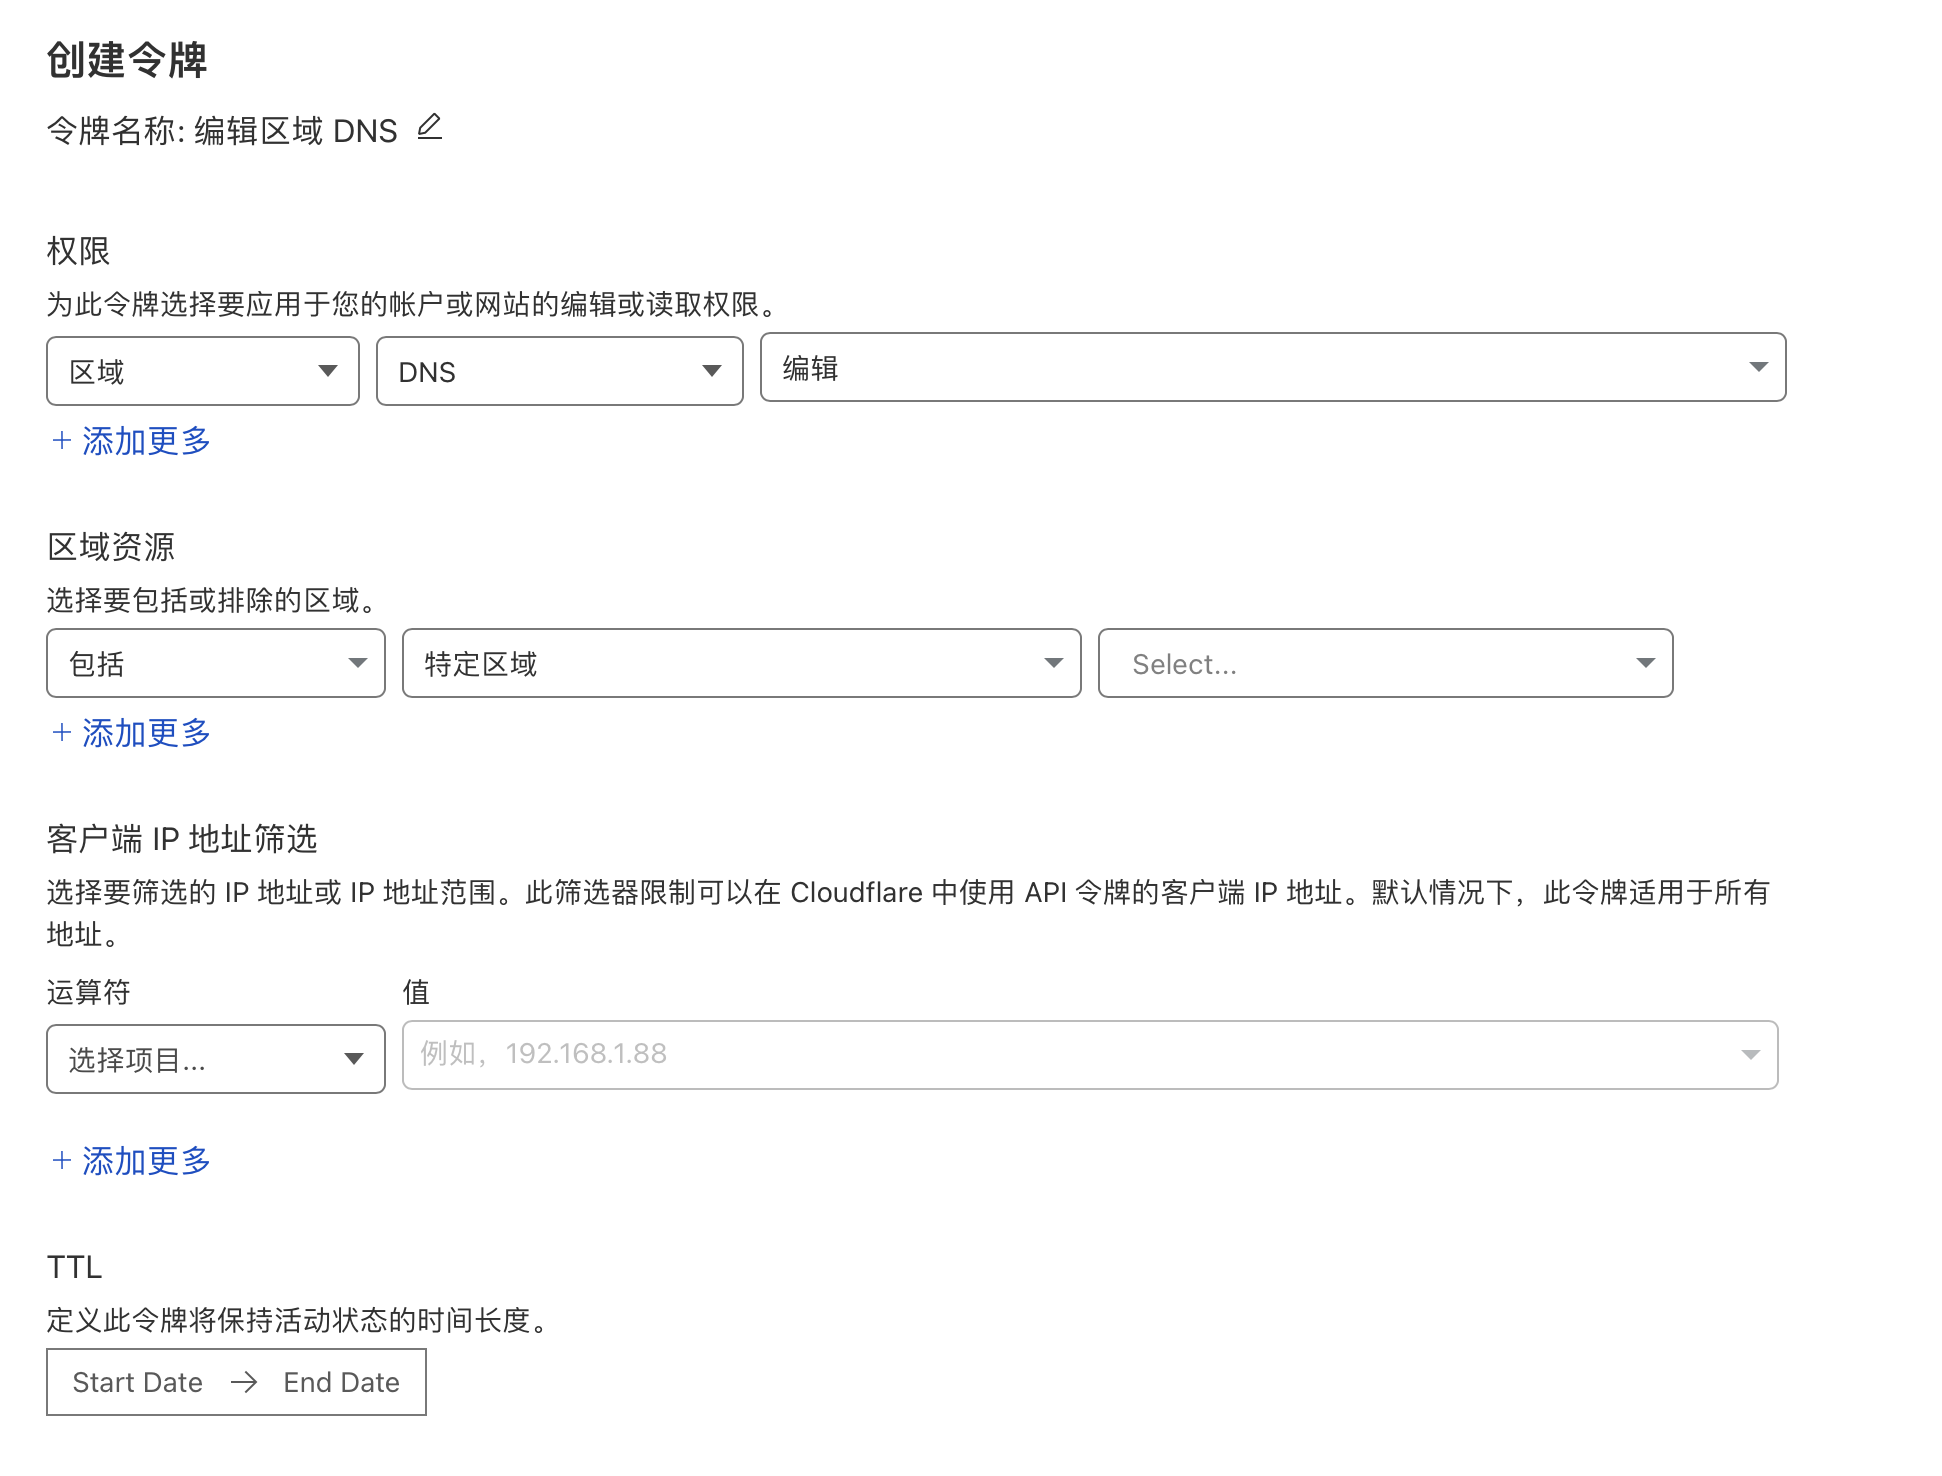 创建令牌
令牌名称: 编辑区域 DNS
权限
为此令牌选择要应用于您的帐户或网站的编辑或读取权限。
区域 DNS 编辑
+ 添加更多
区域资源
选择要包括或排除的区域。
包括 特定区域 Select...
+ 添加更多
客户端 IP 地址筛选
选择要筛选的 IP 地址或 IP 地址范围。此筛选器限制可以在 Cloudflare 中使用 API 令牌的客户端 IP 地址。默认情况下，此令牌适用于所有
地址。
运算符 值
选择项目... 例如，192.168.1.88
+ 添加更多
TTL
定义此令牌将保持活动状态的时间长度。
Start Date → End Date